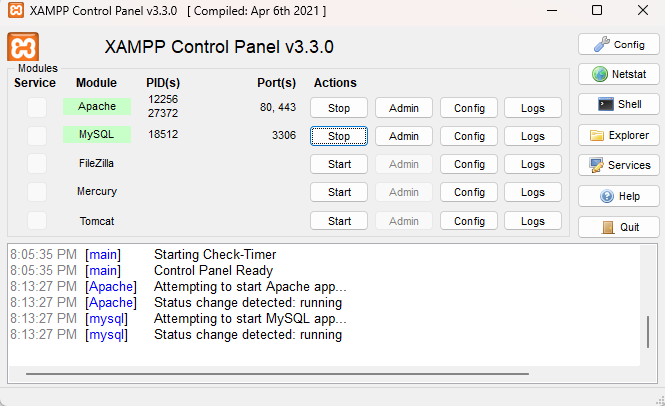 XAMPP Control Panel v3.3.0   [ Compiled: Apr 6th 2021 ]
XAMPP Control Panel v3.3.0
Config
Modules
Service Module PID(s) Port(s) Actions
Netstat
Apache 12256 27372 80, 443 Stop Admin Config Logs
Shell
MySQL 18512 3306 Stop Admin Config Logs
Explorer
FileZilla Start Admin Config Logs
Services
Mercury Start Admin Config Logs
Help
Tomcat Start Admin Config Logs
Quit
8:05:35 PM [main] Starting Check-Timer
8:05:35 PM [main] Control Panel Ready
8:13:27 PM [Apache] Attempting to start Apache app...
8:13:27 PM [Apache] Status change detected: running
8:13:27 PM [mysql] Attempting to start MySQL app...
8:13:27 PM [mysql] Status change detected: running